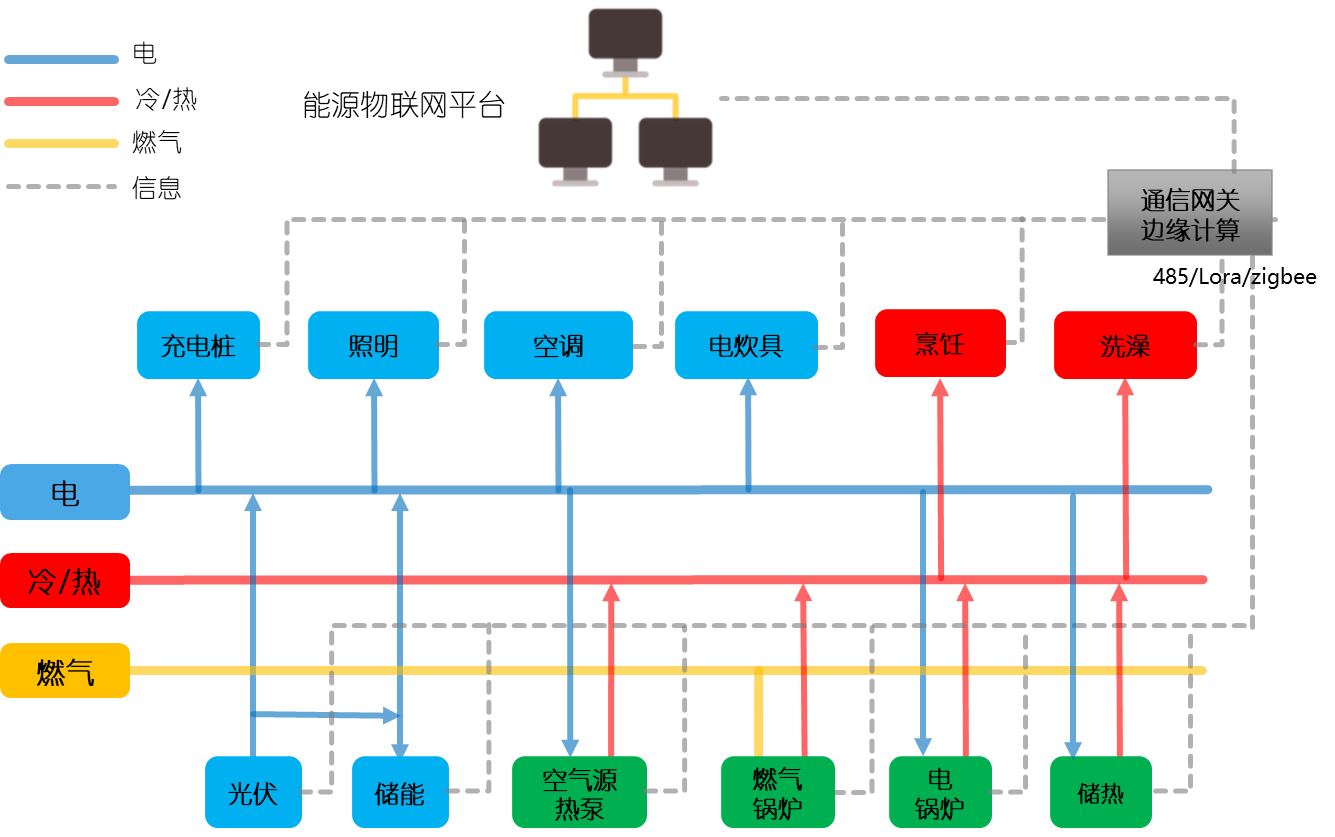 电
冷/热
燃气
信息
能源物联网平台
通信网关
边缘计算
485/Lora/zigbee
充电桩
照明
空调
电炊具
烹饪
洗澡
电
冷/热
燃气
光伏
储能
空气源
热泵
燃气
锅炉
电
锅炉
储热